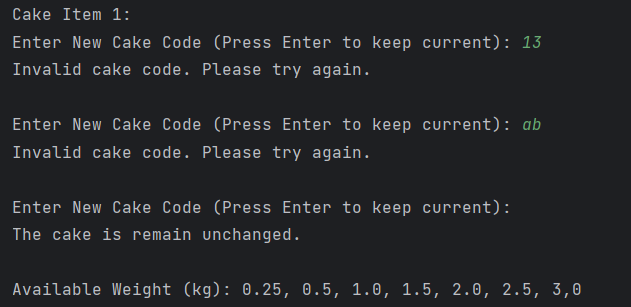 Cake Item 1:
Enter New Cake Code (Press Enter to keep current): 13
Invalid cake code. Please try again.
Enter New Cake Code (Press Enter to keep current): ab
Invalid cake code. Please try again.
Enter New Cake Code (Press Enter to keep current):
The cake is remain unchanged.
Available Weight (kg): 0.25, 0.5, 1.0, 1.5, 2.0, 2.5, 3,0